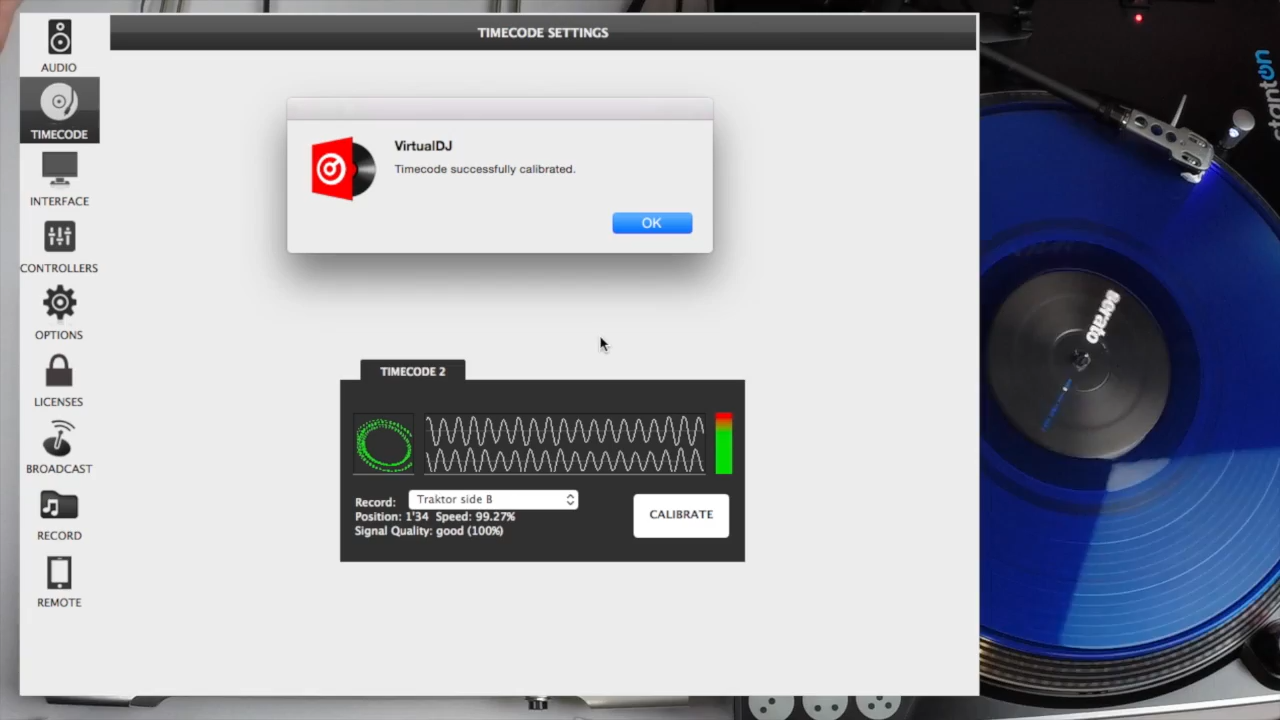 TIMECODE SETTINGS
AUDIO
TIMECODE
INTERFACE
CONTROLLERS
OPTIONS
LICENSES
BROADCAST
RECORD
REMOTE
VirtualDJ
Timecode successfully calibrated.
OK
TIMECODE 2
Record: Traktor side B
Position: 1'34 Speed: 99.27%
Signal Quality: good (100%)
CALIBRATE
stanton
serato